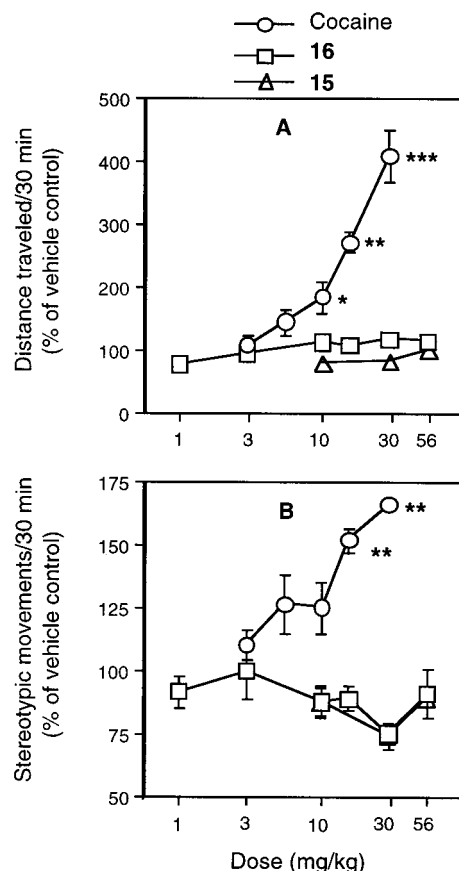 Cocaine
16
15
A
Distance traveled/30 min
(% of vehicle control)
500
400
300
200
100
0
***
**
*
1 3 10 30 56
B
Stereotypic movements/30 min
(% of vehicle control)
175
150
125
100
75
50
**
**
1 3 10 30 56
Dose (mg/kg)